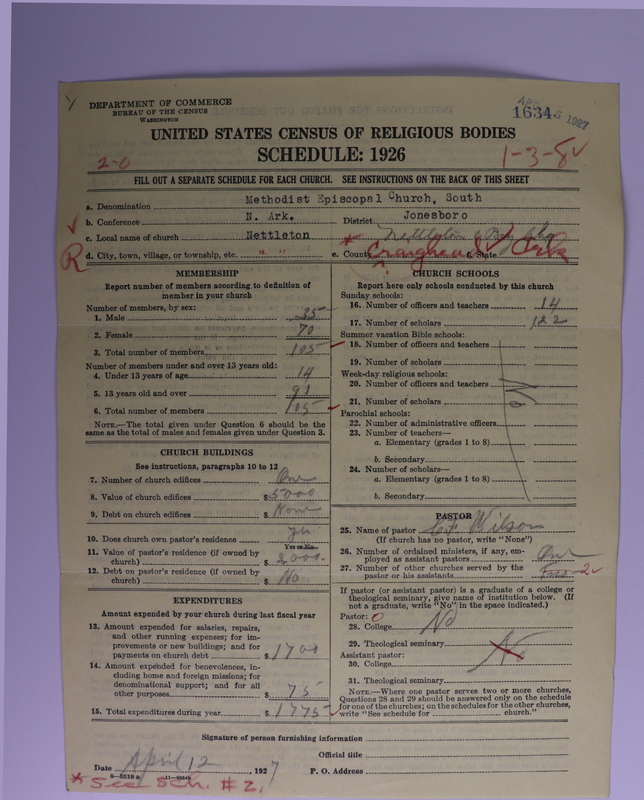 DEPARTMENT OF COMMERCE
BUREAU OF THE CENSUS
WASHINGTON
16345 1927
UNITED STATES CENSUS OF RELIGIOUS BODIES
SCHEDULE: 1926
2-0
1-3-8
FILL OUT A SEPARATE SCHEDULE FOR EACH CHURCH. SEE INSTRUCTIONS ON THE BACK OF THIS SHEET
a. Denomination Methodist Episcopal Church, South
b. Conference N. Ark. District Jonesboro
c. Local name of church Nettleton * Nettleton & Bay
R d. City, town, village, or township, etc. " " e. County Craighead f. State Ark
MEMBERSHIP
Report number of members according to definition of
member in your church
Number of members, by sex:
1. Male 35
2. Female 70
3. Total number of members 105
Number of members under and over 13 years old:
4. Under 13 years of age 14
5. 13 years old and over 91
6. Total number of members 105
NOTE.—The total given under Question 6 should be the
same as the total of males and females given under Question 3.
CHURCH BUILDINGS
See instructions, paragraphs 10 to 12
7. Number of church edifices One
8. Value of church edifices $5000
9. Debt on church edifices $ None
10. Does church own pastor's residence Yes
Yes or No
11. Value of pastor's residence (if owned by
church) $ 2000
12. Debt on pastor's residence (if owned by
church) $ No
EXPENDITURES
Amount expended by your church during last fiscal year
13. Amount expended for salaries, repairs,
and other running expenses; for im-
provements or new buildings; and for
payments on church debt $ 1700
14. Amount expended for benevolences, in-
cluding home and foreign missions; for
denominational support; and for all
other purposes $ 75
15. Total expenditures during year $ 1775
CHURCH SCHOOLS
Report here only schools conducted by this church
Sunday schools:
16. Number of officers and teachers 14
17. Number of scholars 122
Summer vacation Bible schools:
18. Number of officers and teachers
19. Number of scholars
Week-day religious schools:
20. Number of officers and teachers
No
21. Number of scholars
Parochial schools:
22. Number of administrative officers
23. Number of teachers—
a. Elementary (grades 1 to 8)
b. Secondary
24. Number of scholars—
a. Elementary (grades 1 to 8)
b. Secondary
PASTOR
25. Name of pastor Wilson
(If church has no pastor, write "None")
26. Number of ordained ministers, if any, em-
ployed as assistant pastors One
27. Number of other churches served by the
pastor or his assistants 2
If pastor (or assistant pastor) is a graduate of a college or
theological seminary, give name of institution below. (If
not a graduate, write "No" in the space indicated.)
Pastor: 0
28. College No
29. Theological seminary No
Assistant pastor:
30. College
31. Theological seminary
NOTE.—Where one pastor serves two or more churches,
Questions 28 and 29 should be answered only on the schedule
for one of the churches; on the schedules for the other churches,
write "See schedule for church."
Signature of person furnishing information
Official title
Date April 12 1927 P. O. Address
* See Sch. # 2.